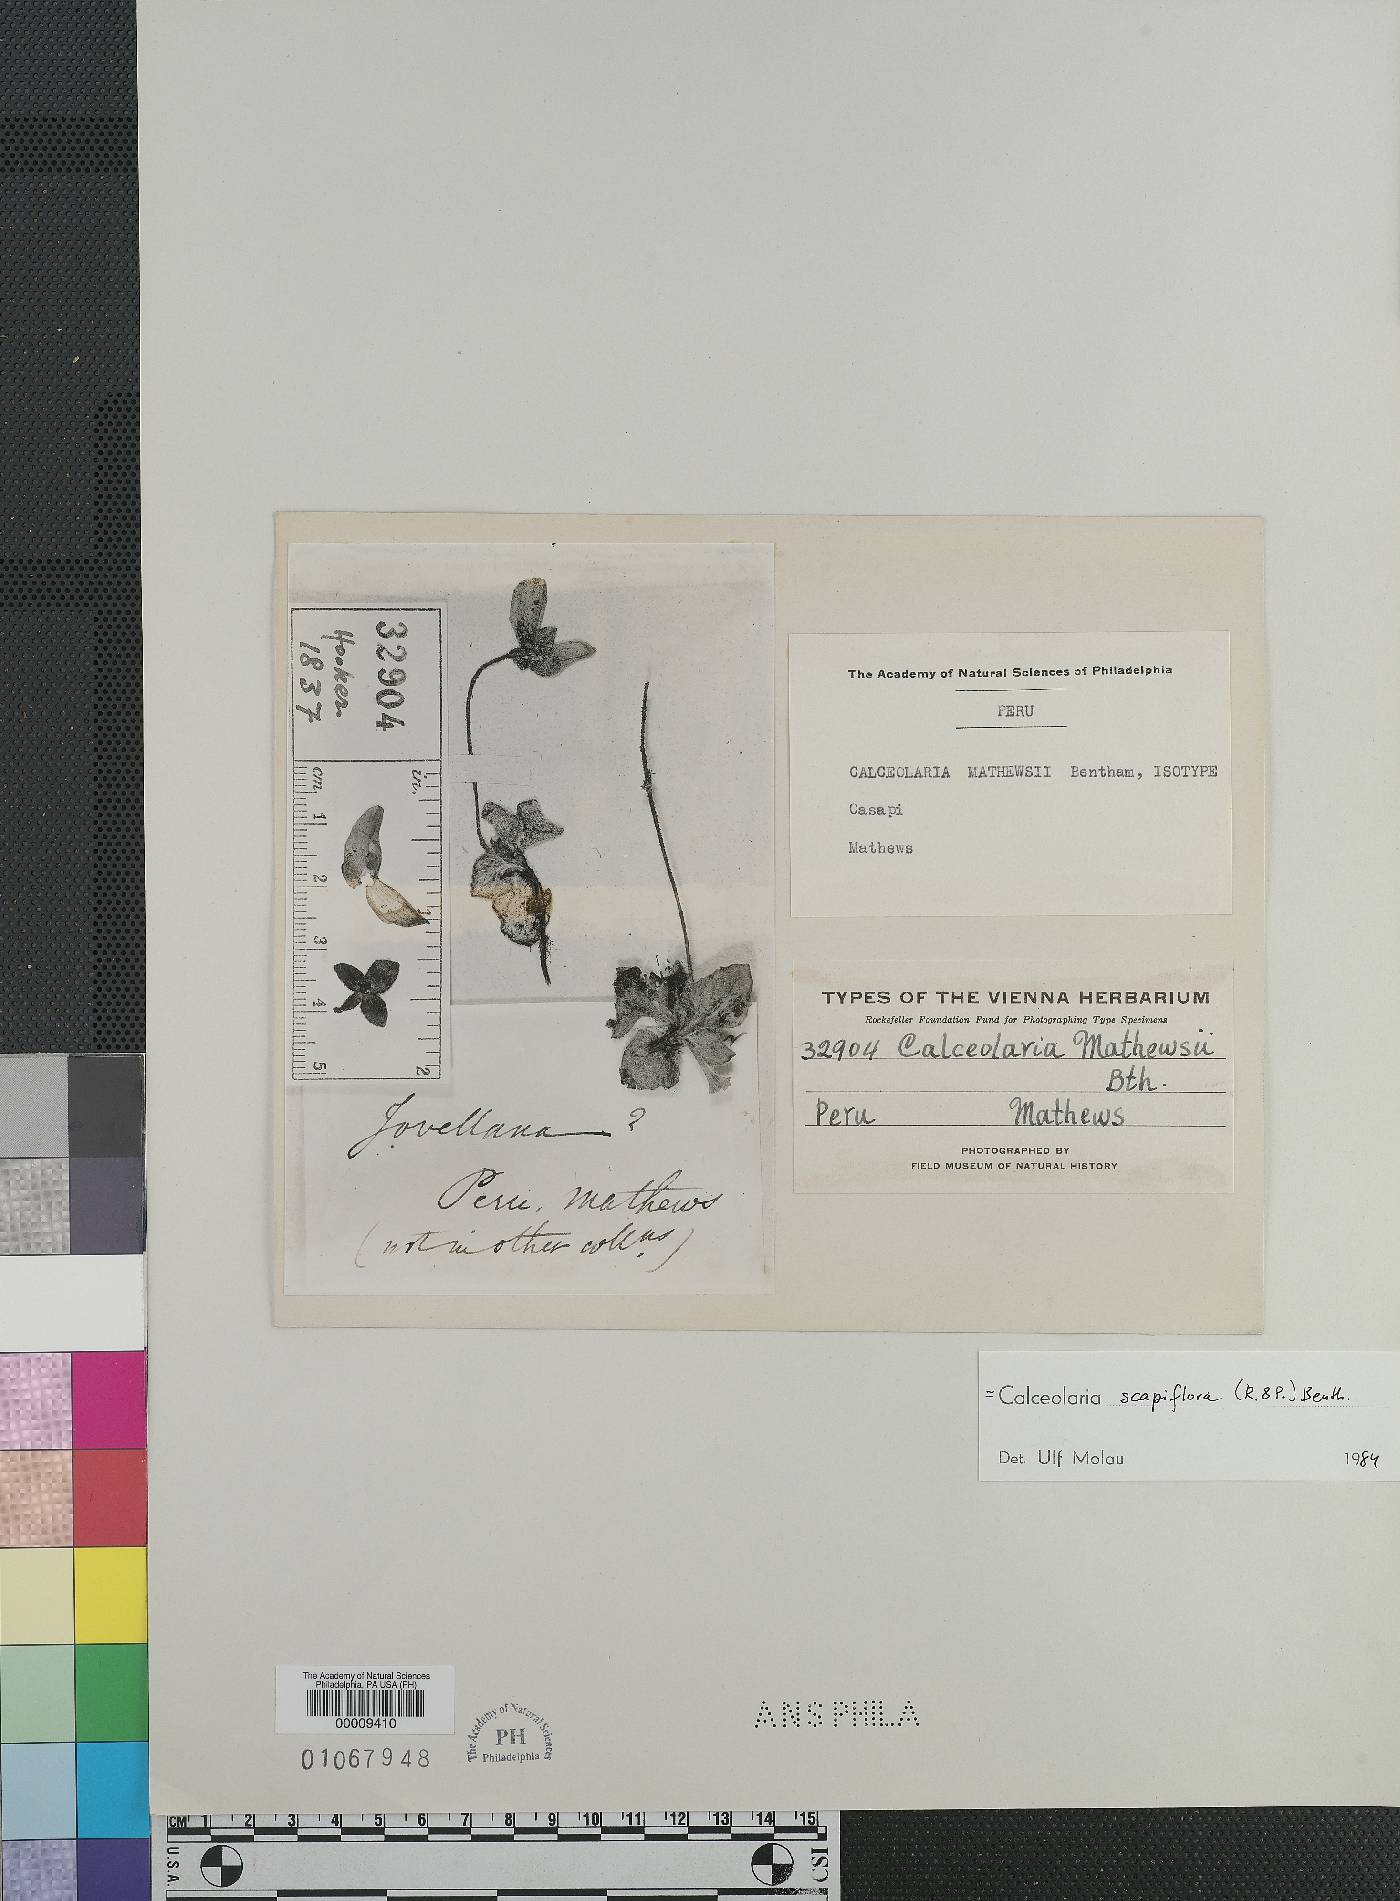 32904
Hooker.
1837
cm.
in.
1
2
3
4
5
1
2
Jovellana — ?
Peru. Mathews
(not in other collns)
The Academy of Natural Sciences of Philadelphia
PERU
CALCEOLARIA MATHEWSII Bentham, ISOTYPE
Casapi
Mathews
TYPES OF THE VIENNA HERBARIUM
Rockefeller Foundation Fund for Photographing Type Specimens
32904 Calceolaria Mathewsii
Bth.
Peru Mathews
PHOTOGRAPHED BY
FIELD MUSEUM OF NATURAL HISTORY
= Calceolaria scapiflora (R. & P.) Benth.
Det. Ulf Molau 1984
The Academy of Natural Sciences
Philadelphia, PA USA (PH)
00009410
01067948
The Academy of Natural Sciences
PH
Philadelphia
ANS PHILA
CM 1 2 3 4 5 6 7 8 9 10 11 12 13 14 15
U.S.A.
CSI